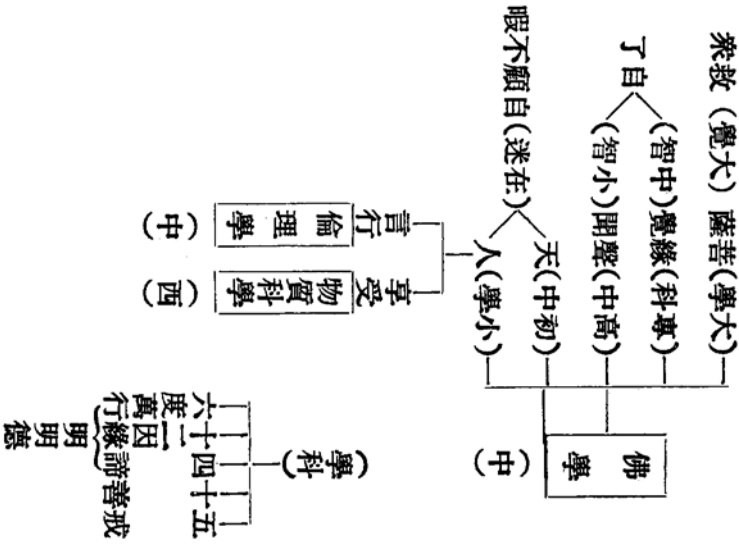 佛學（中）
（大學）菩薩（大覺）救衆
（專科）緣覺（中智）
（高中）聲聞（小智）
自了
（初中）天
（小學）人
（在迷）自顧不暇
言行 倫理學（中）
享受 物質科學（西）
（學科）
五戒
十善
四諦
十二因緣
六度萬行
明明德